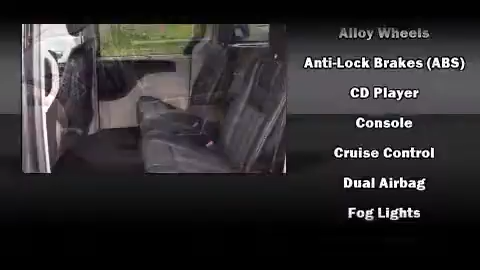 Alloy Wheels
Anti-Lock Brakes (ABS)
CD Player
Console
Cruise Control
Dual Airbag
Fog Lights